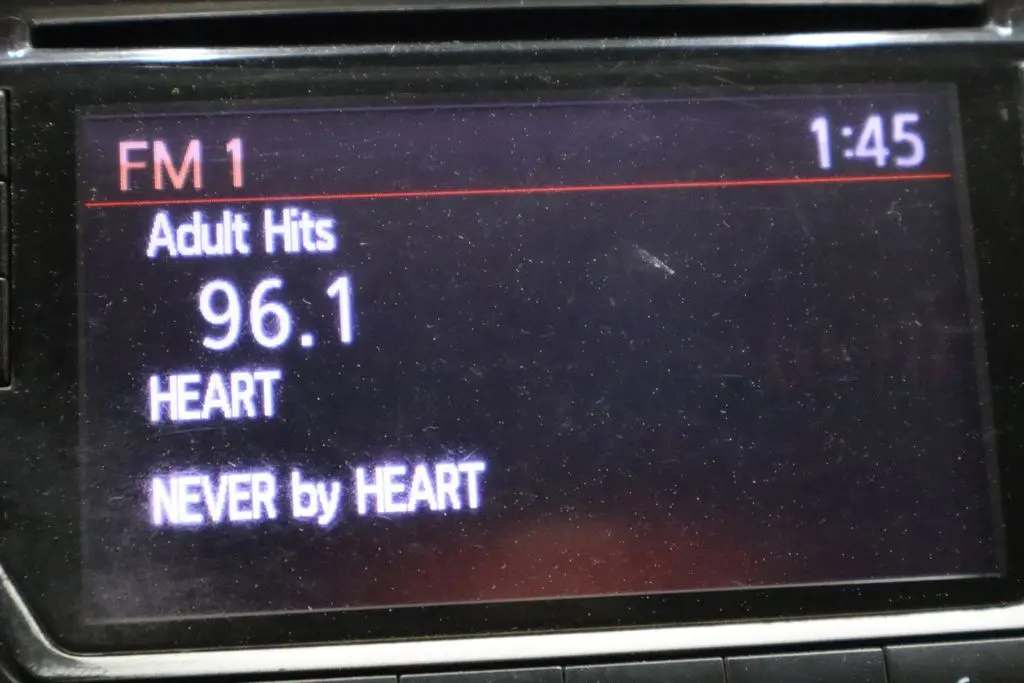 FM 1 1:45
Adult Hits
96.1
HEART
NEVER by HEART